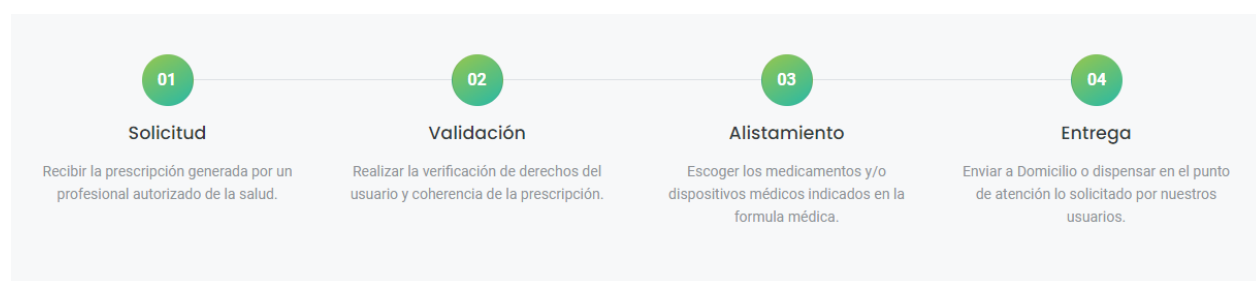 01
Solicitud
Recibir la prescripción generada por un
profesional autorizado de la salud.
02
Validación
Realizar la verificación de derechos del
usuario y coherencia de la prescripción.
03
Alistamiento
Escoger los medicamentos y/o
dispositivos médicos indicados en la
formula médica.
04
Entrega
Enviar a Domicilio o dispensar en el punto
de atención lo solicitado por nuestros
usuarios.